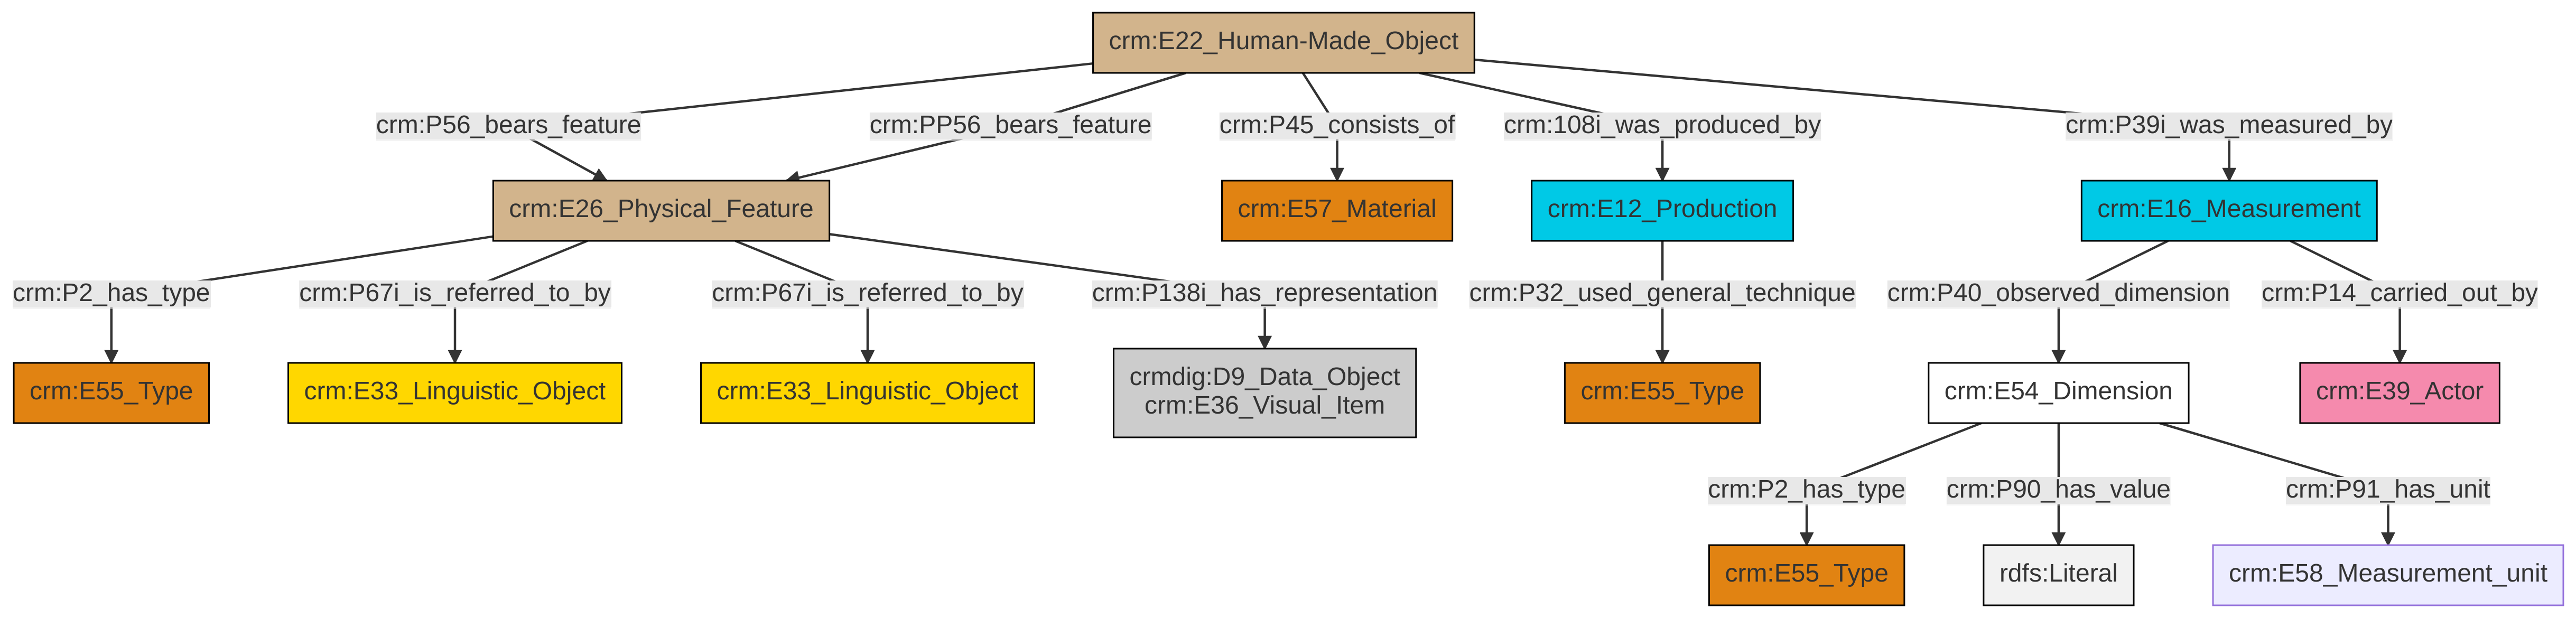 crm:E22_Human-Made_Object
crm:P56_bears_feature
crm:PP56_bears_feature
crm:P45_consists_of
crm:108i_was_produced_by
crm:P39i_was_measured_by
crm:E26_Physical_Feature
crm:E57_Material
crm:E12_Production
crm:E16_Measurement
crm:P2_has_type
crm:P67i_is_referred_to_by
crm:P67i_is_referred_to_by
crm:P138i_has_representation
crm:P32_used_general_technique
crm:P40_observed_dimension
crm:P14_carried_out_by
crm:E55_Type
crm:E33_Linguistic_Object
crm:E33_Linguistic_Object
crmdig:D9_Data_Object
crm:E36_Visual_Item
crm:E55_Type
crm:E54_Dimension
crm:E39_Actor
crm:P2_has_type
crm:P90_has_value
crm:P91_has_unit
crm:E55_Type
rdfs:Literal
crm:E58_Measurement_unit